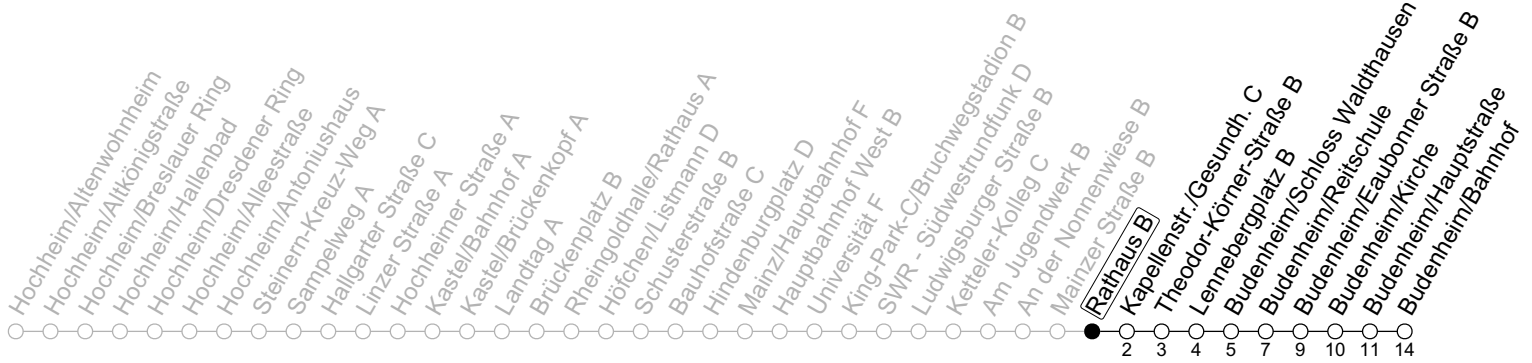 Hochheim/Altenwohnheim
Hochheim/Altkönigstraße
Hochheim/Breslauer Ring
Hochheim/Hallenbad
Hochheim/Dresdener Ring
Hochheim/Alleestraße
Hochheim/Antoniushaus
Steinern-Kreuz-Weg A
Sampelweg A
Hallgarter Straße C
Linzer Straße A
Hochheimer Straße A
Kastel/Bahnhof A
Kastel/Brückenkopf A
Landtag A
Brückenplatz B
Rheingoldhalle/Rathaus A
Höfchen/Listmann D
Schusterstraße B
Bauhofstraße C
Hindenburgplatz D
Mainz/Hauptbahnhof F
Hauptbahnhof West B
Universität F
King-Park-C/Bruchwegstadion B
SWR - Südwestrundfunk D
Ludwigsburger Straße B
Ketteler-Kolleg C
Am Jugendwerk B
An der Nonnenwiese B
Mainzer Straße B
Rathaus B
Kapellenstr./Gesundh. C
Theodor-Körner-Straße B
Lennebergplatz B
Budenheim/Schloss Waldthausen
Budenheim/Reitschule
Budenheim/Eaubonner Straße B
Budenheim/Kirche
Budenheim/Hauptstraße
Budenheim/Bahnhof
2 3 4 5 7 9 10 11 14